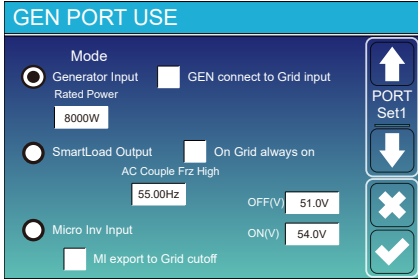 GEN PORT USE
Mode
Generator Input
GEN connect to Grid input
Rated Power
8000W
PORT
Set1
SmartLoad Output
On Grid always on
AC Couple Frz High
55.00Hz
OFF(V)
51.0V
Micro Inv Input
ON(V)
54.0V
MI export to Grid cutoff